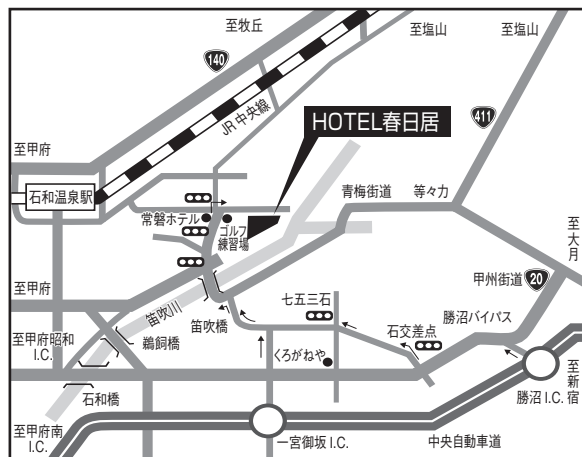 至牧丘
至塩山
至塩山
140
JR中央線
HOTEL春日居
411
至甲府
石和温泉駅
青梅街道
等々力
常磐ホテル
ゴルフ
練習場
至大月
甲州街道
20
至甲府
笛吹川
七五三石
勝沼バイパス
笛吹橋
石交差点
至甲府昭和
I.C.
鵜飼橋
くろがねや
石和橋
勝沼I.C.
至新宿
至甲府南
I.C.
一宮御坂I.C.
中央自動車道